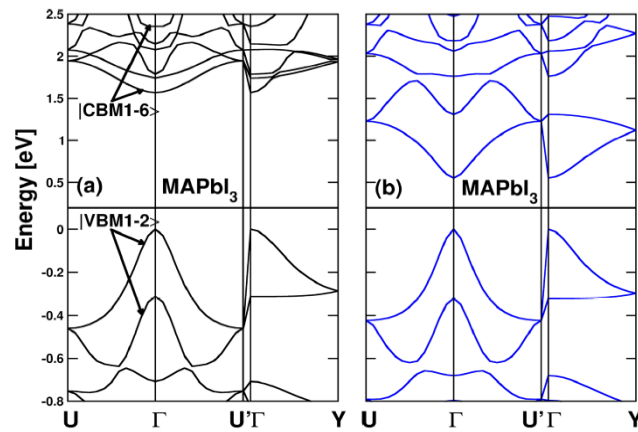 2.5
2
1.5
1
0.5
0
-0.2
-0.4
-0.6
-0.8
Energy [eV]
|CBM1-6>
(a) MAPbI3
|VBM1-2>
(b) MAPbI3
U Γ U' Γ Y
U Γ U' Γ Y